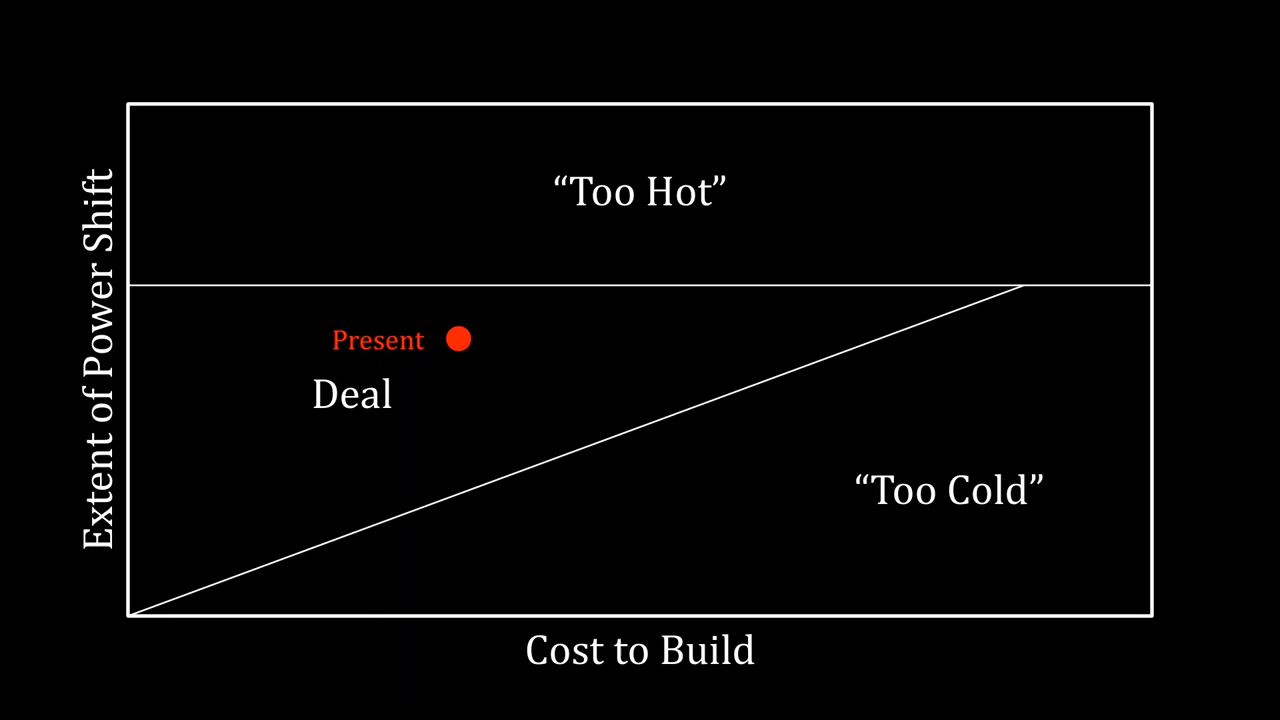 “Too Hot”
Extent of Power Shift
Present
Deal
“Too Cold”
Cost to Build